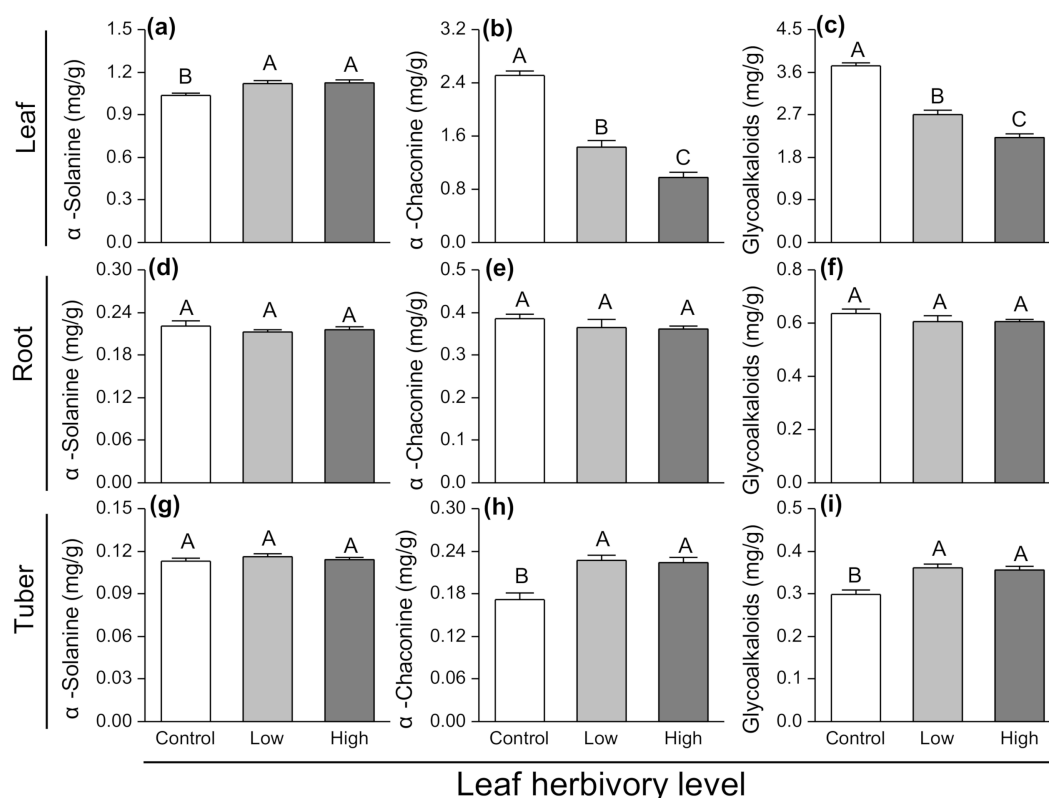 Leaf
(a)
α -Solanine (mg/g)
1.5
1.2
0.9
0.6
0.3
0.0
B
A
A
(b)
α -Chaconine (mg/g)
3.2
2.4
1.6
0.8
0.0
A
B
C
(c)
Glycoalkaloids (mg/g)
4.5
3.6
2.7
1.8
0.9
0.0
A
B
C
Root
(d)
α -Solanine (mg/g)
0.30
0.24
0.18
0.12
0.06
0.00
A
A
A
(e)
α -Chaconine (mg/g)
0.5
0.4
0.3
0.2
0.1
0.0
A
A
A
(f)
Glycoalkaloids (mg/g)
0.8
0.6
0.4
0.2
0.0
A
A
A
Tuber
(g)
α -Solanine (mg/g)
0.15
0.12
0.09
0.06
0.03
0.00
A
A
A
(h)
α -Chaconine (mg/g)
0.30
0.24
0.18
0.12
0.06
0.00
B
A
A
(i)
Glycoalkaloids (mg/g)
0.5
0.4
0.3
0.2
0.1
0.0
B
A
A
Control Low High
Control Low High
Control Low High
Leaf herbivory level